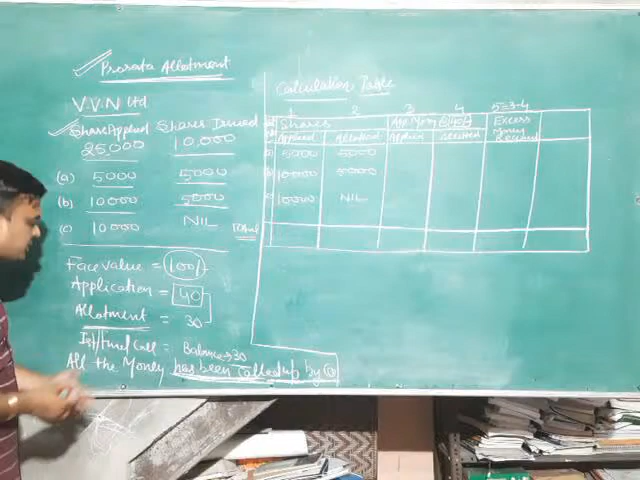 Prorata Allotment
V.V.N Ltd
Share Applied Shares Issued
25,000 10,000
(a) 5000 5000
(b) 10000 5000
(c) 10000 NIL
Face Value = 100/-
Application = 40
Allotment = 30
Ist/Final Call = Balance → 30
All the Money has been Called up by Co
Calculation Table
1 2 3 4 5=3-4
Shares App Money @40/- Excess
Applied Allotted Applied Allotted Money Received
(a) 5000 5000
(b) 10000 5000
(c) 10000 NIL
Total